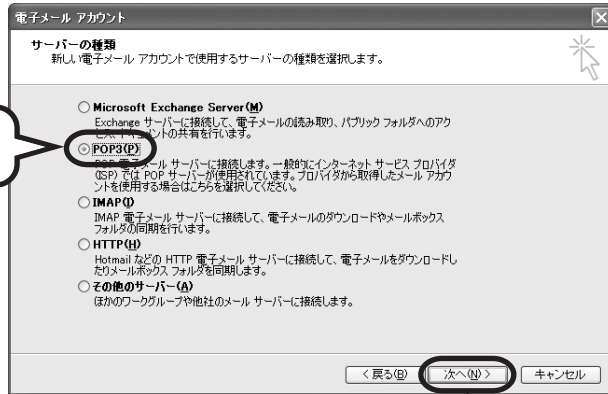 電子メール アカウント
サーバーの種類
新しい電子メール アカウントで使用するサーバーの種類を選択します。
Microsoft Exchange Server(M)
Exchange サーバーに接続して、電子メールの読み取り、パブリック フォルダへのアク
セス、ドキュメントの共有を行います。
POP3(P)
POP 電子メール サーバーに接続します。一般的にインターネット サービス プロバイダ
(ISP) では POP サーバーが使用されています。プロバイダから取得したメール アカウ
ントを使用する場合はこちらを選択してください。
IMAP(I)
IMAP 電子メール サーバーに接続して、電子メールのダウンロードやメールボックス
フォルダの同期を行います。
HTTP(H)
Hotmail などの HTTP 電子メール サーバーに接続して、電子メールをダウンロードし
たりメールボックス フォルダを同期します。
その他のサーバー(A)
ほかのワークグループや他社のメール サーバーに接続します。
< 戻る(B) 次へ(N) > キャンセル